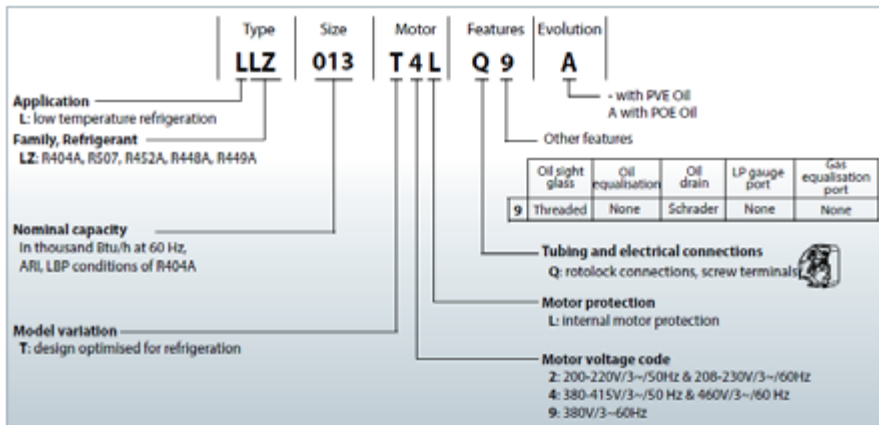 Type Size Motor Features Evolution
LLZ 013 T 4 L Q 9 A
- with PVE Oil
A with POE Oil
Application
L: low temperature refrigeration
Other features
Family, Refrigerant
LZ: R404A, R507, R452A, R448A, R449A
Oil sight glass Oil equalisation Oil drain LP gauge port Gas equalisation port
9 Threaded None Schrader None None
Nominal capacity
In thousand Btu/h at 60 Hz,
ARI, LBP conditions of R404A
Tubing and electrical connections
Q: rotolock connections, screw terminals
Motor protection
L: internal motor protection
Model variation
T: design optimised for refrigeration
Motor voltage code
2: 200-220V/3~/50Hz & 208-230V/3~/60Hz
4: 380-415V/3~/50 Hz & 460V/3~/60 Hz
9: 380V/3~60Hz